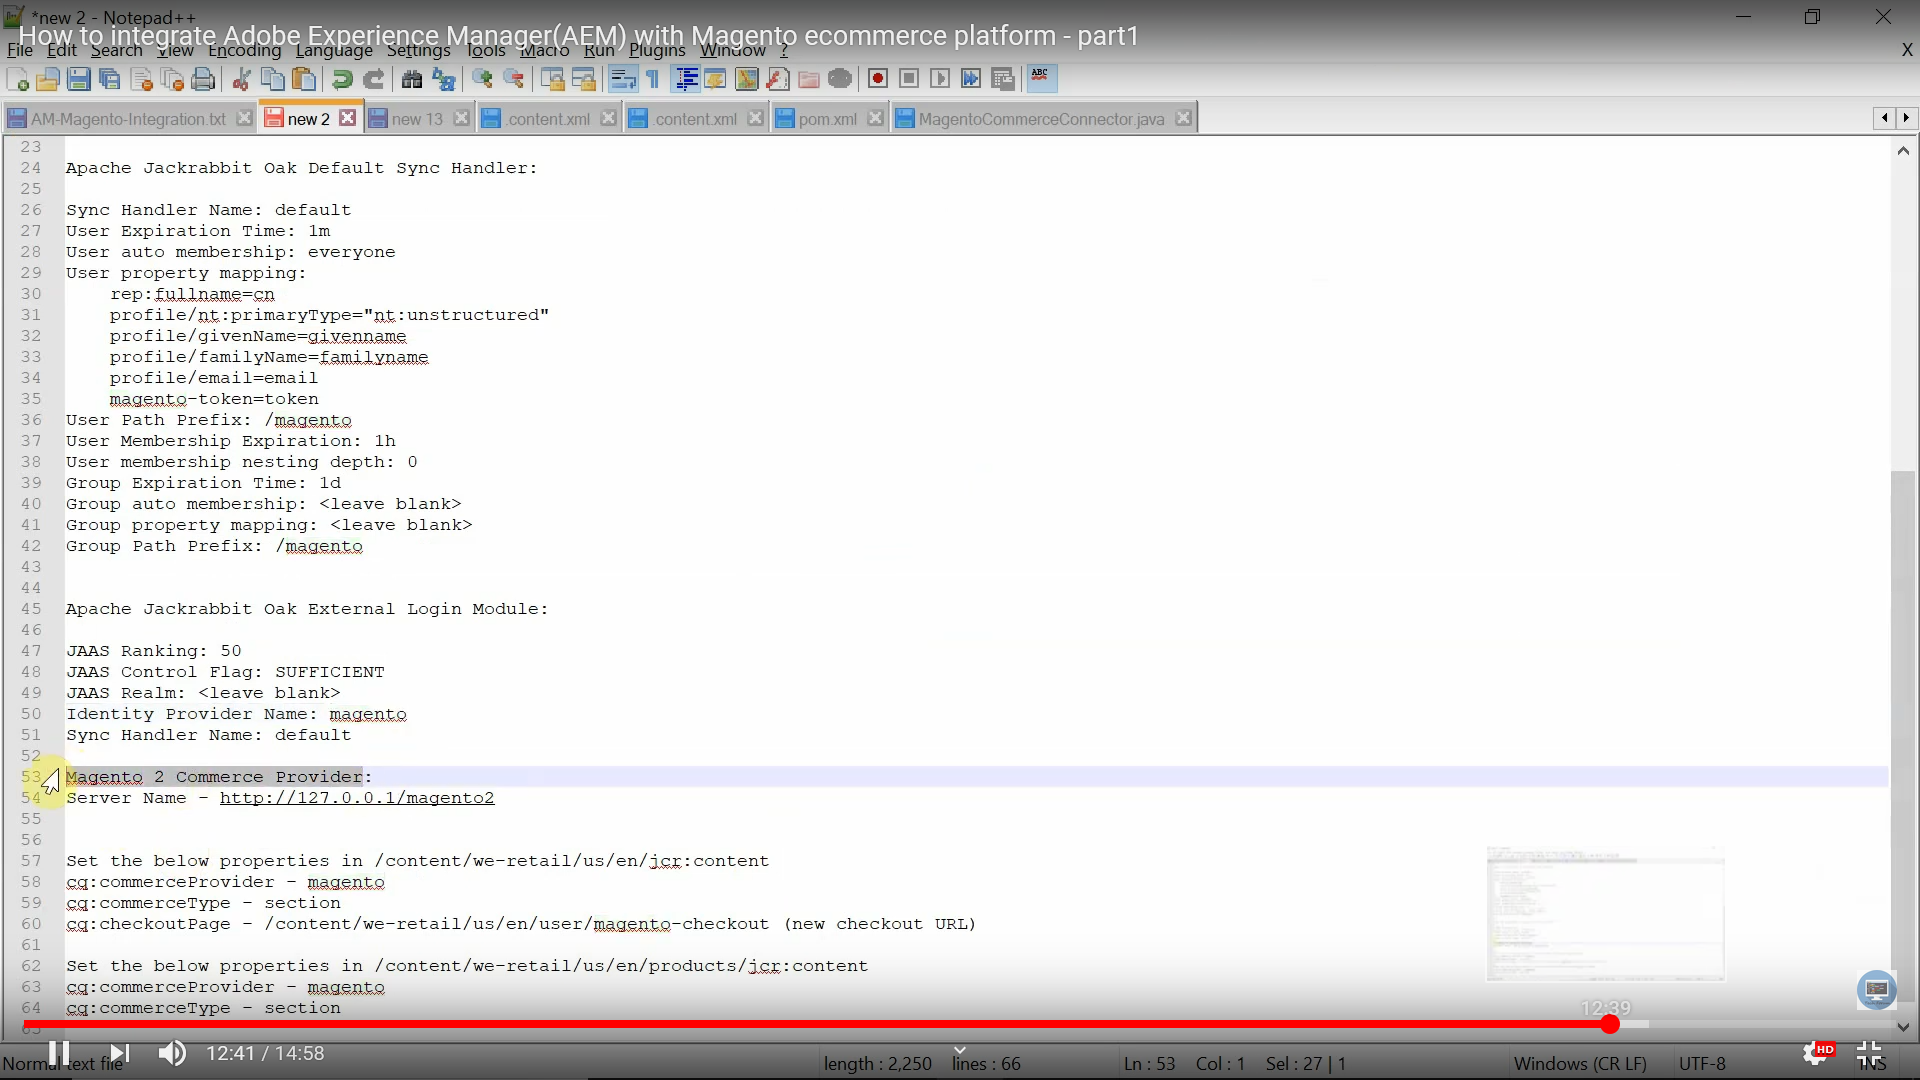 *new 2 - Notepad++
How to integrate Adobe Experience Manager(AEM) with Magento ecommerce platform - part1
File Edit Search View Encoding Language Settings Tools Macro Run Plugins Window ? X
ABC
AM-Magento-Integration.txt new 2 new 13 .content.xml .content.xml pom.xml MagentoCommerceConnector.java
23
24 Apache Jackrabbit Oak Default Sync Handler:
25
26 Sync Handler Name: default
27 User Expiration Time: 1m
28 User auto membership: everyone
29 User property mapping:
30 rep:fullname=cn
31 profile/nt:primaryType="nt:unstructured"
32 profile/givenName=givenname
33 profile/familyName=familyname
34 profile/email=email
35 magento-token=token
36 User Path Prefix: /magento
37 User Membership Expiration: 1h
38 User membership nesting depth: 0
39 Group Expiration Time: 1d
40 Group auto membership: <leave blank>
41 Group property mapping: <leave blank>
42 Group Path Prefix: /magento
43
44
45 Apache Jackrabbit Oak External Login Module:
46
47 JAAS Ranking: 50
48 JAAS Control Flag: SUFFICIENT
49 JAAS Realm: <leave blank>
50 Identity Provider Name: magento
51 Sync Handler Name: default
52
53 Magento 2 Commerce Provider:
54 Server Name - http://127.0.0.1/magento2
55
56
57 Set the below properties in /content/we-retail/us/en/jcr:content
58 cq:commerceProvider - magento
59 cq:commerceType - section
60 cq:checkoutPage - /content/we-retail/us/en/user/magento-checkout (new checkout URL)
61
62 Set the below properties in /content/we-retail/us/en/products/jcr:content
63 cq:commerceProvider - magento
64 cq:commerceType - section
65
12:39
12:41 / 14:58
HD
Normal text file length : 2,250 lines : 66 Ln : 53 Col : 1 Sel : 27 | 1 Windows (CR LF) UTF-8 INS